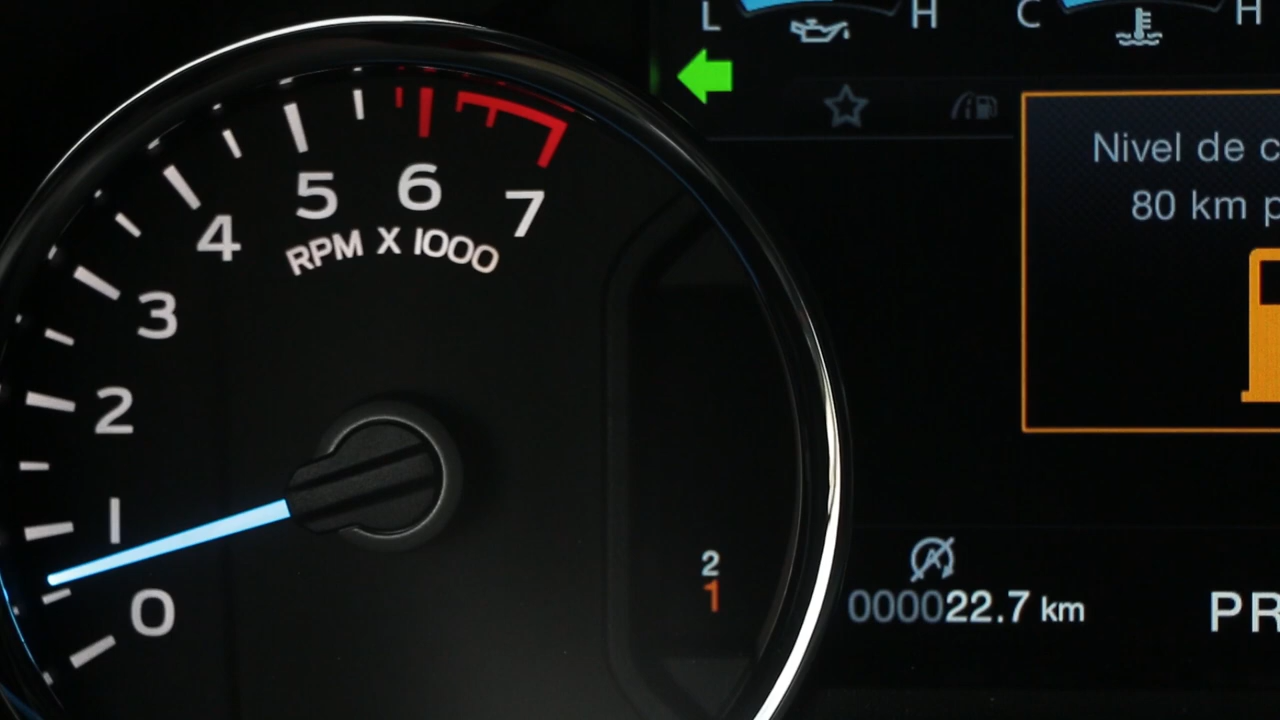 L H C H
Nivel de c
80 km p
5 6 7
4
RPM X 1000
3
2
1
0
2
1
000022.7 km
PR